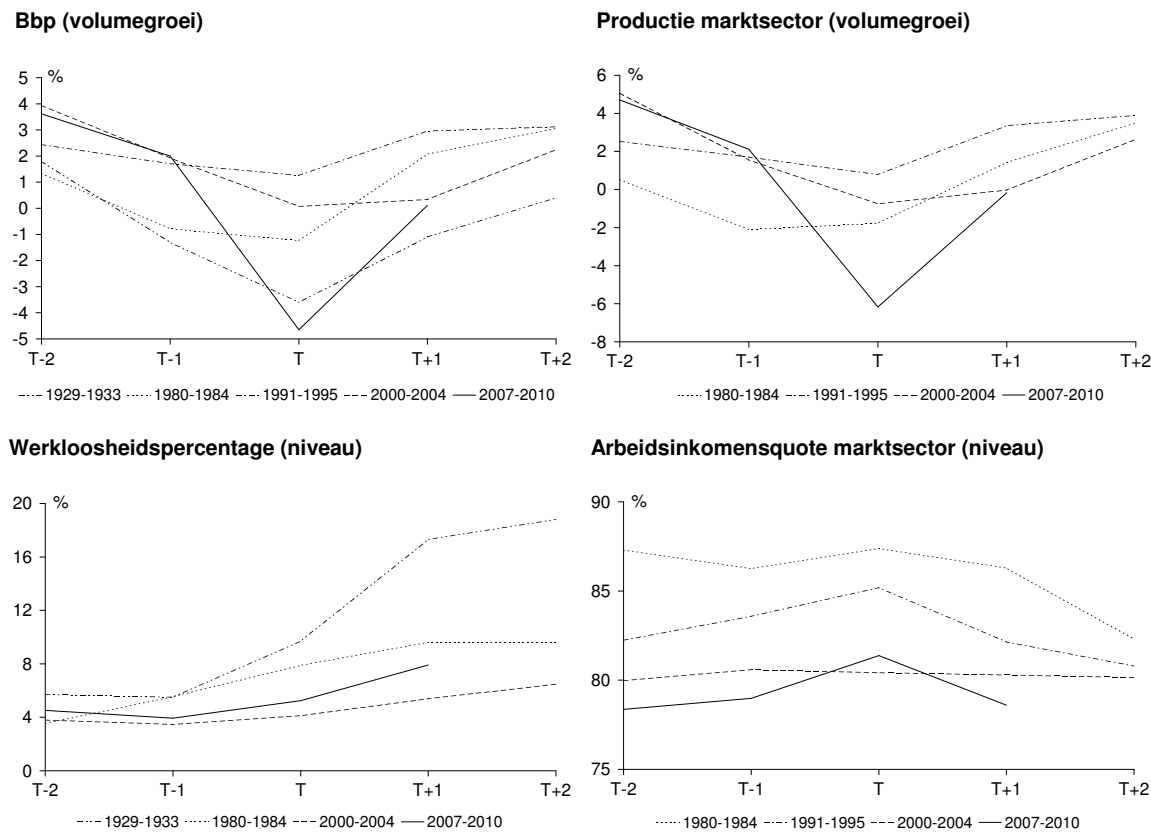 Bbp (volumegroei)
%
5
4
3
2
1
0
-1
-2
-3
-4
-5
T-2 T-1 T T+1 T+2
1929-1933 1980-1984 1991-1995 2000-2004 2007-2010
Productie marktsector (volumegroei)
%
6
4
2
0
-2
-4
-6
-8
T-2 T-1 T T+1 T+2
1980-1984 1991-1995 2000-2004 2007-2010
Werkloosheidspercentage (niveau)
%
20
16
12
8
4
0
T-2 T-1 T T+1 T+2
1929-1933 1980-1984 2000-2004 2007-2010
Arbeidsinkomensquote marktsector (niveau)
%
90
85
80
75
T-2 T-1 T T+1 T+2
1980-1984 1991-1995 2000-2004 2007-2010